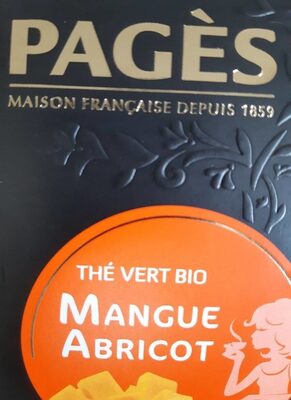 PAGÈS
MAISON FRANÇAISE DEPUIS 1859
THÉ VERT BIO
MANGUE
ABRICOT